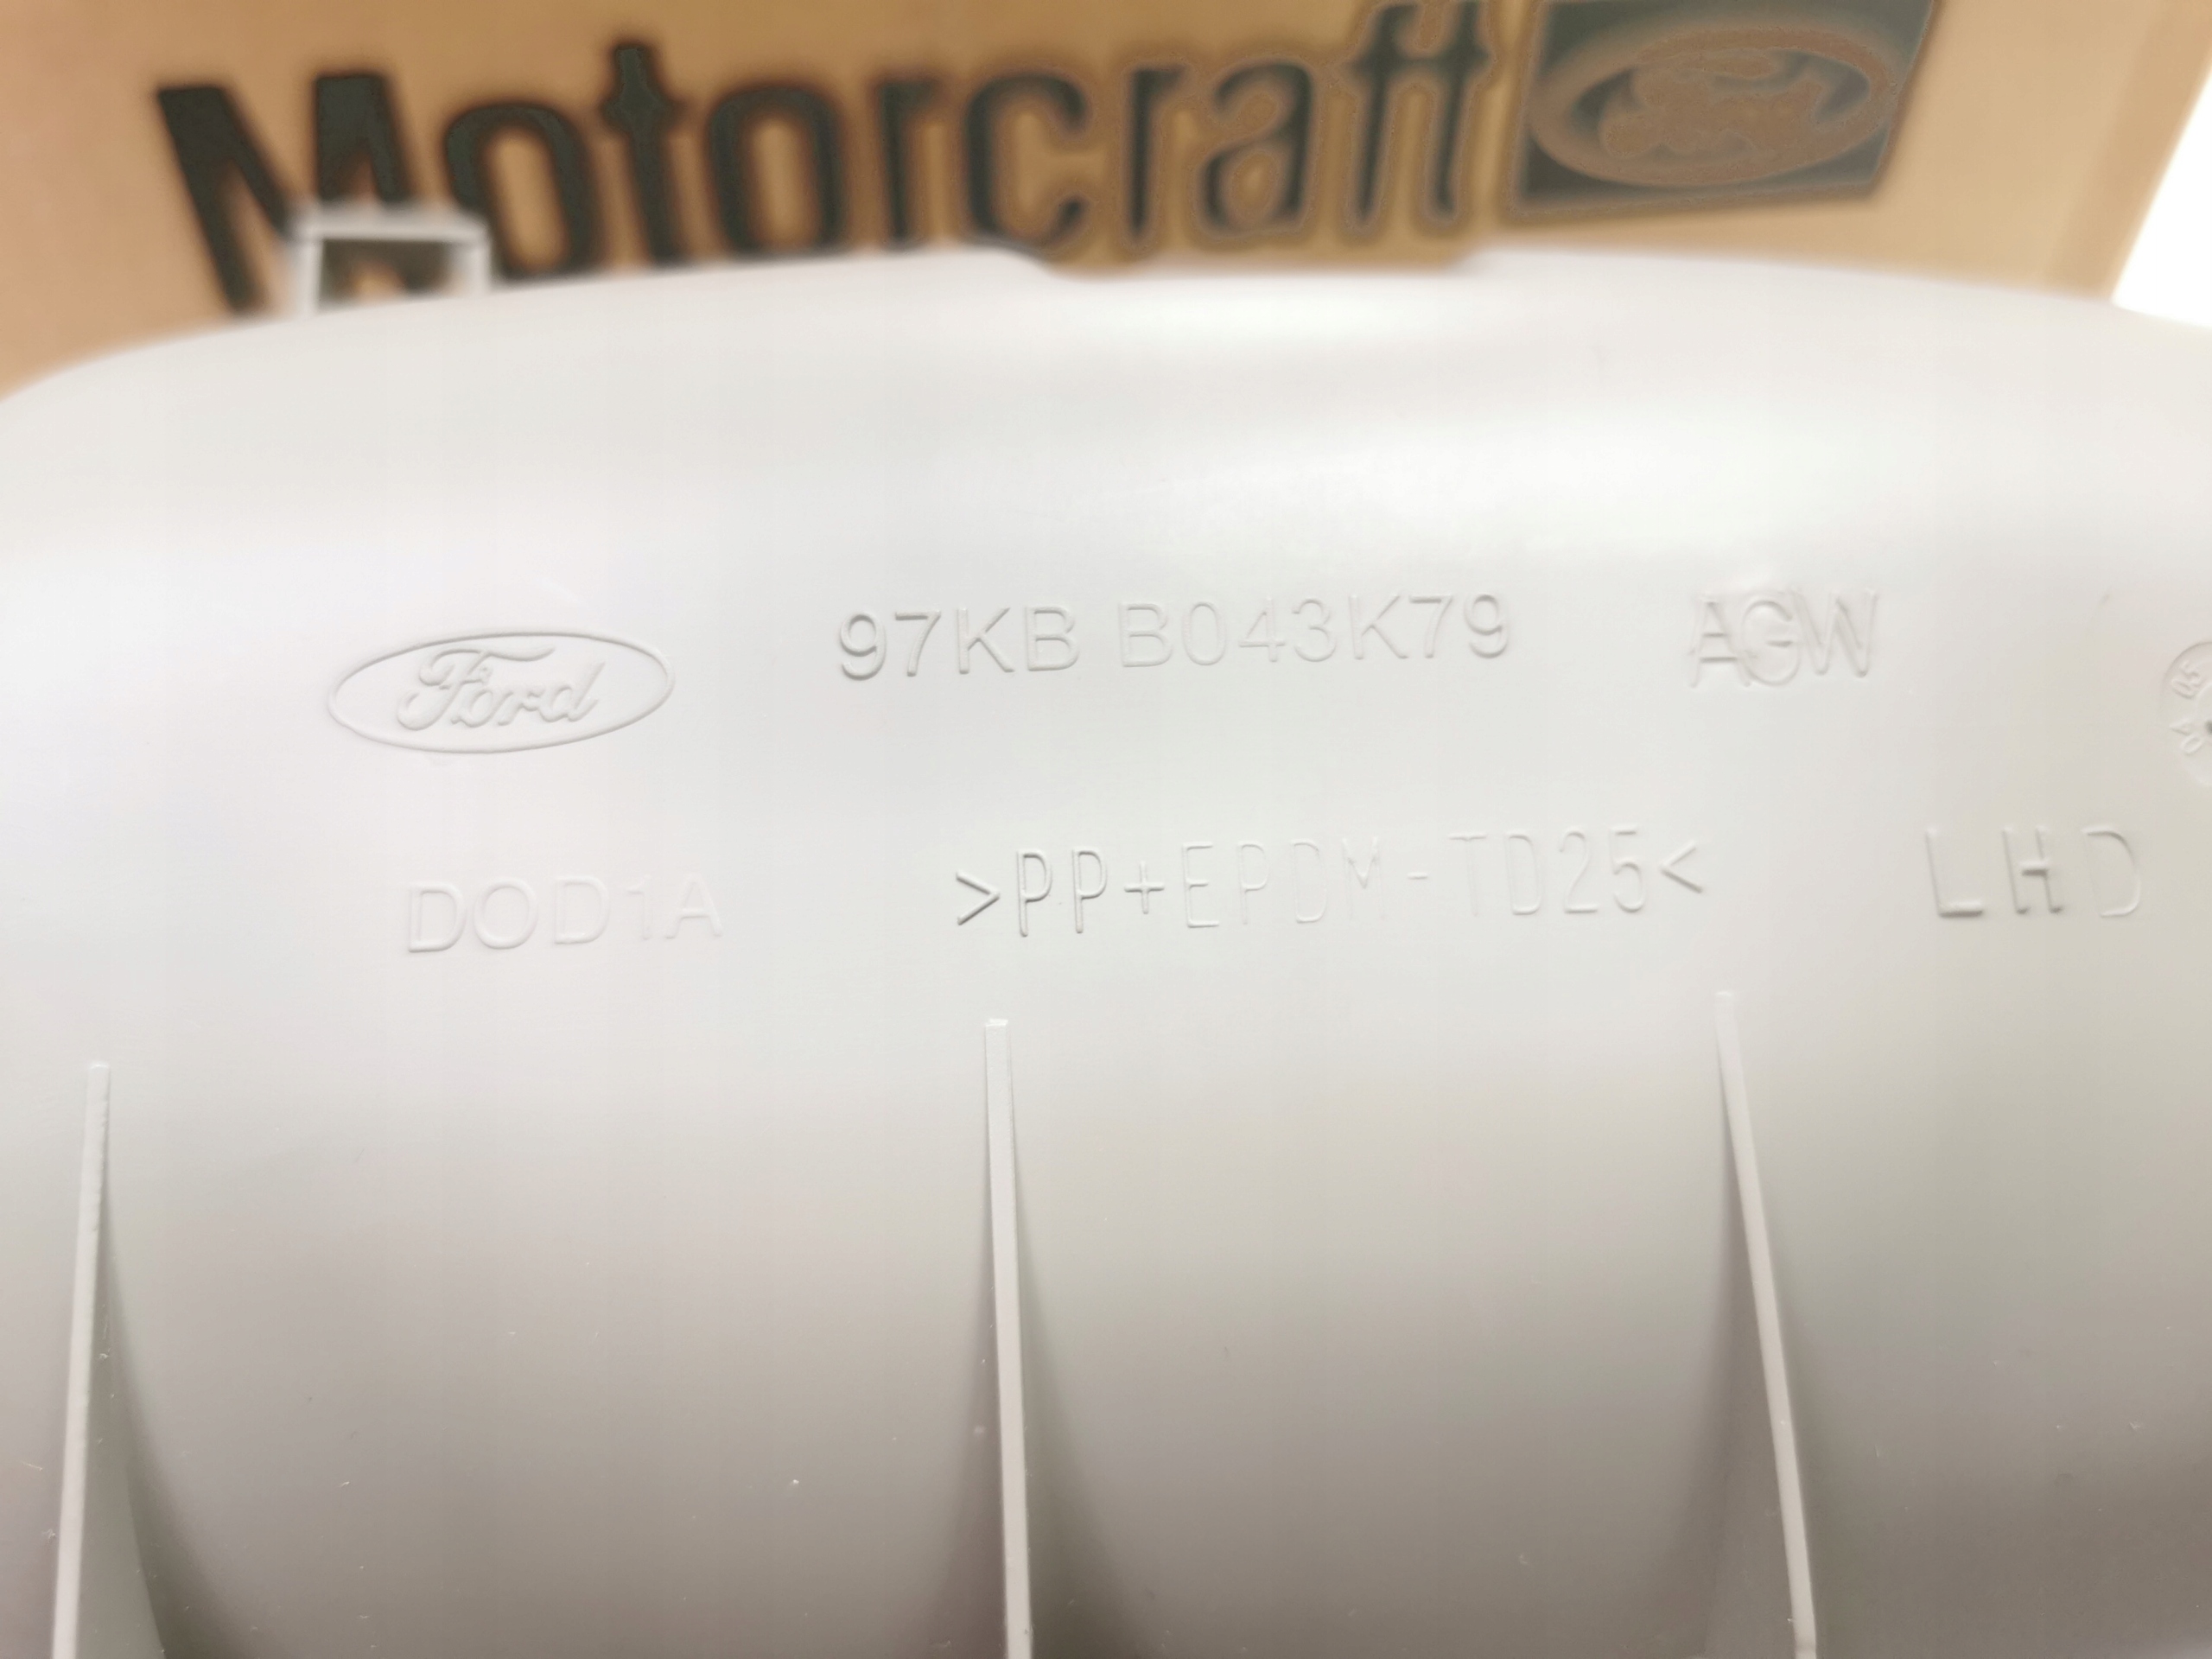 Motorcraft
Ford
97KB B043K79 AGW
DOD1A
>PP+EPDM-TD25<
LHD